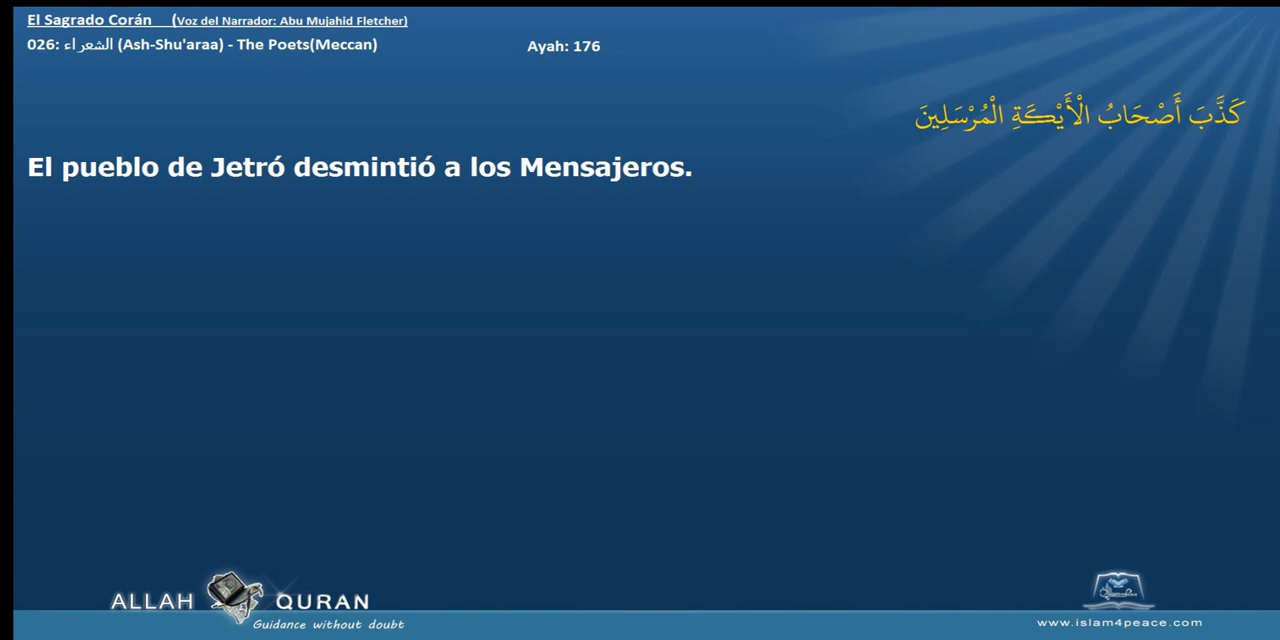 El Sagrado Corán (Voz del Narrador: Abu Mujahid Fletcher)
026: الشعراء (Ash-Shu'araa) - The Poets(Meccan) Ayah: 176
كَذَّبَ أَصْحَابُ الْأَيْكَةِ الْمُرْسَلِينَ
El pueblo de Jetró desmintió a los Mensajeros.
ALLAH QURAN
Guidance without doubt
www.islam4peace.com